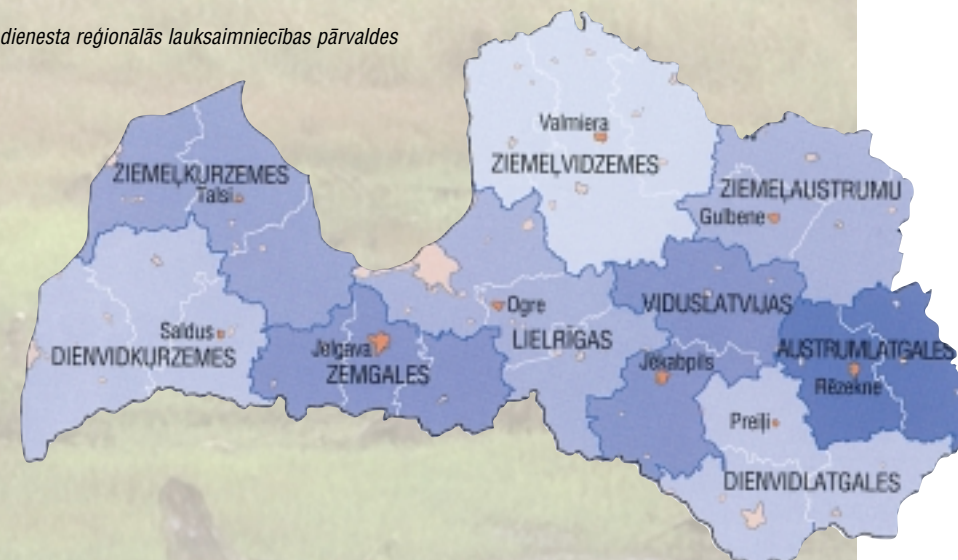 dienesta reģionālās lauksaimniecības pārvaldes
Valmiera
ZIEMEĻVIDZEMES
ZIEMEĻKURZEMES
Talsi
ZIEMEĻAUSTRUMU
Gulbene
Ogre
VIDUSLATVIJAS
Saldus
DIENVIDKURZEMES
Jelgava
ZEMGALES
LIELRĪGAS
Jēkabpils
AUSTRUMLATGALES
Rēzekne
Preiļi
DIENVIDLATGALES